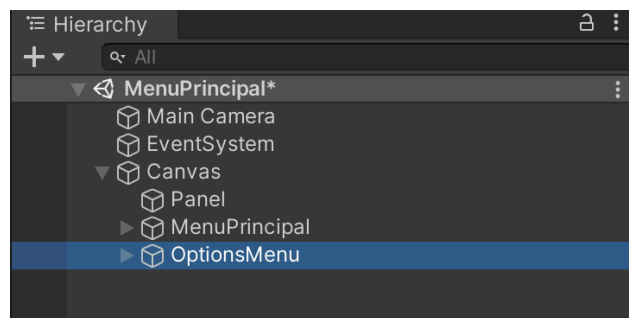 Hierarchy
All
MenuPrincipal*
Main Camera
EventSystem
Canvas
Panel
MenuPrincipal
OptionsMenu